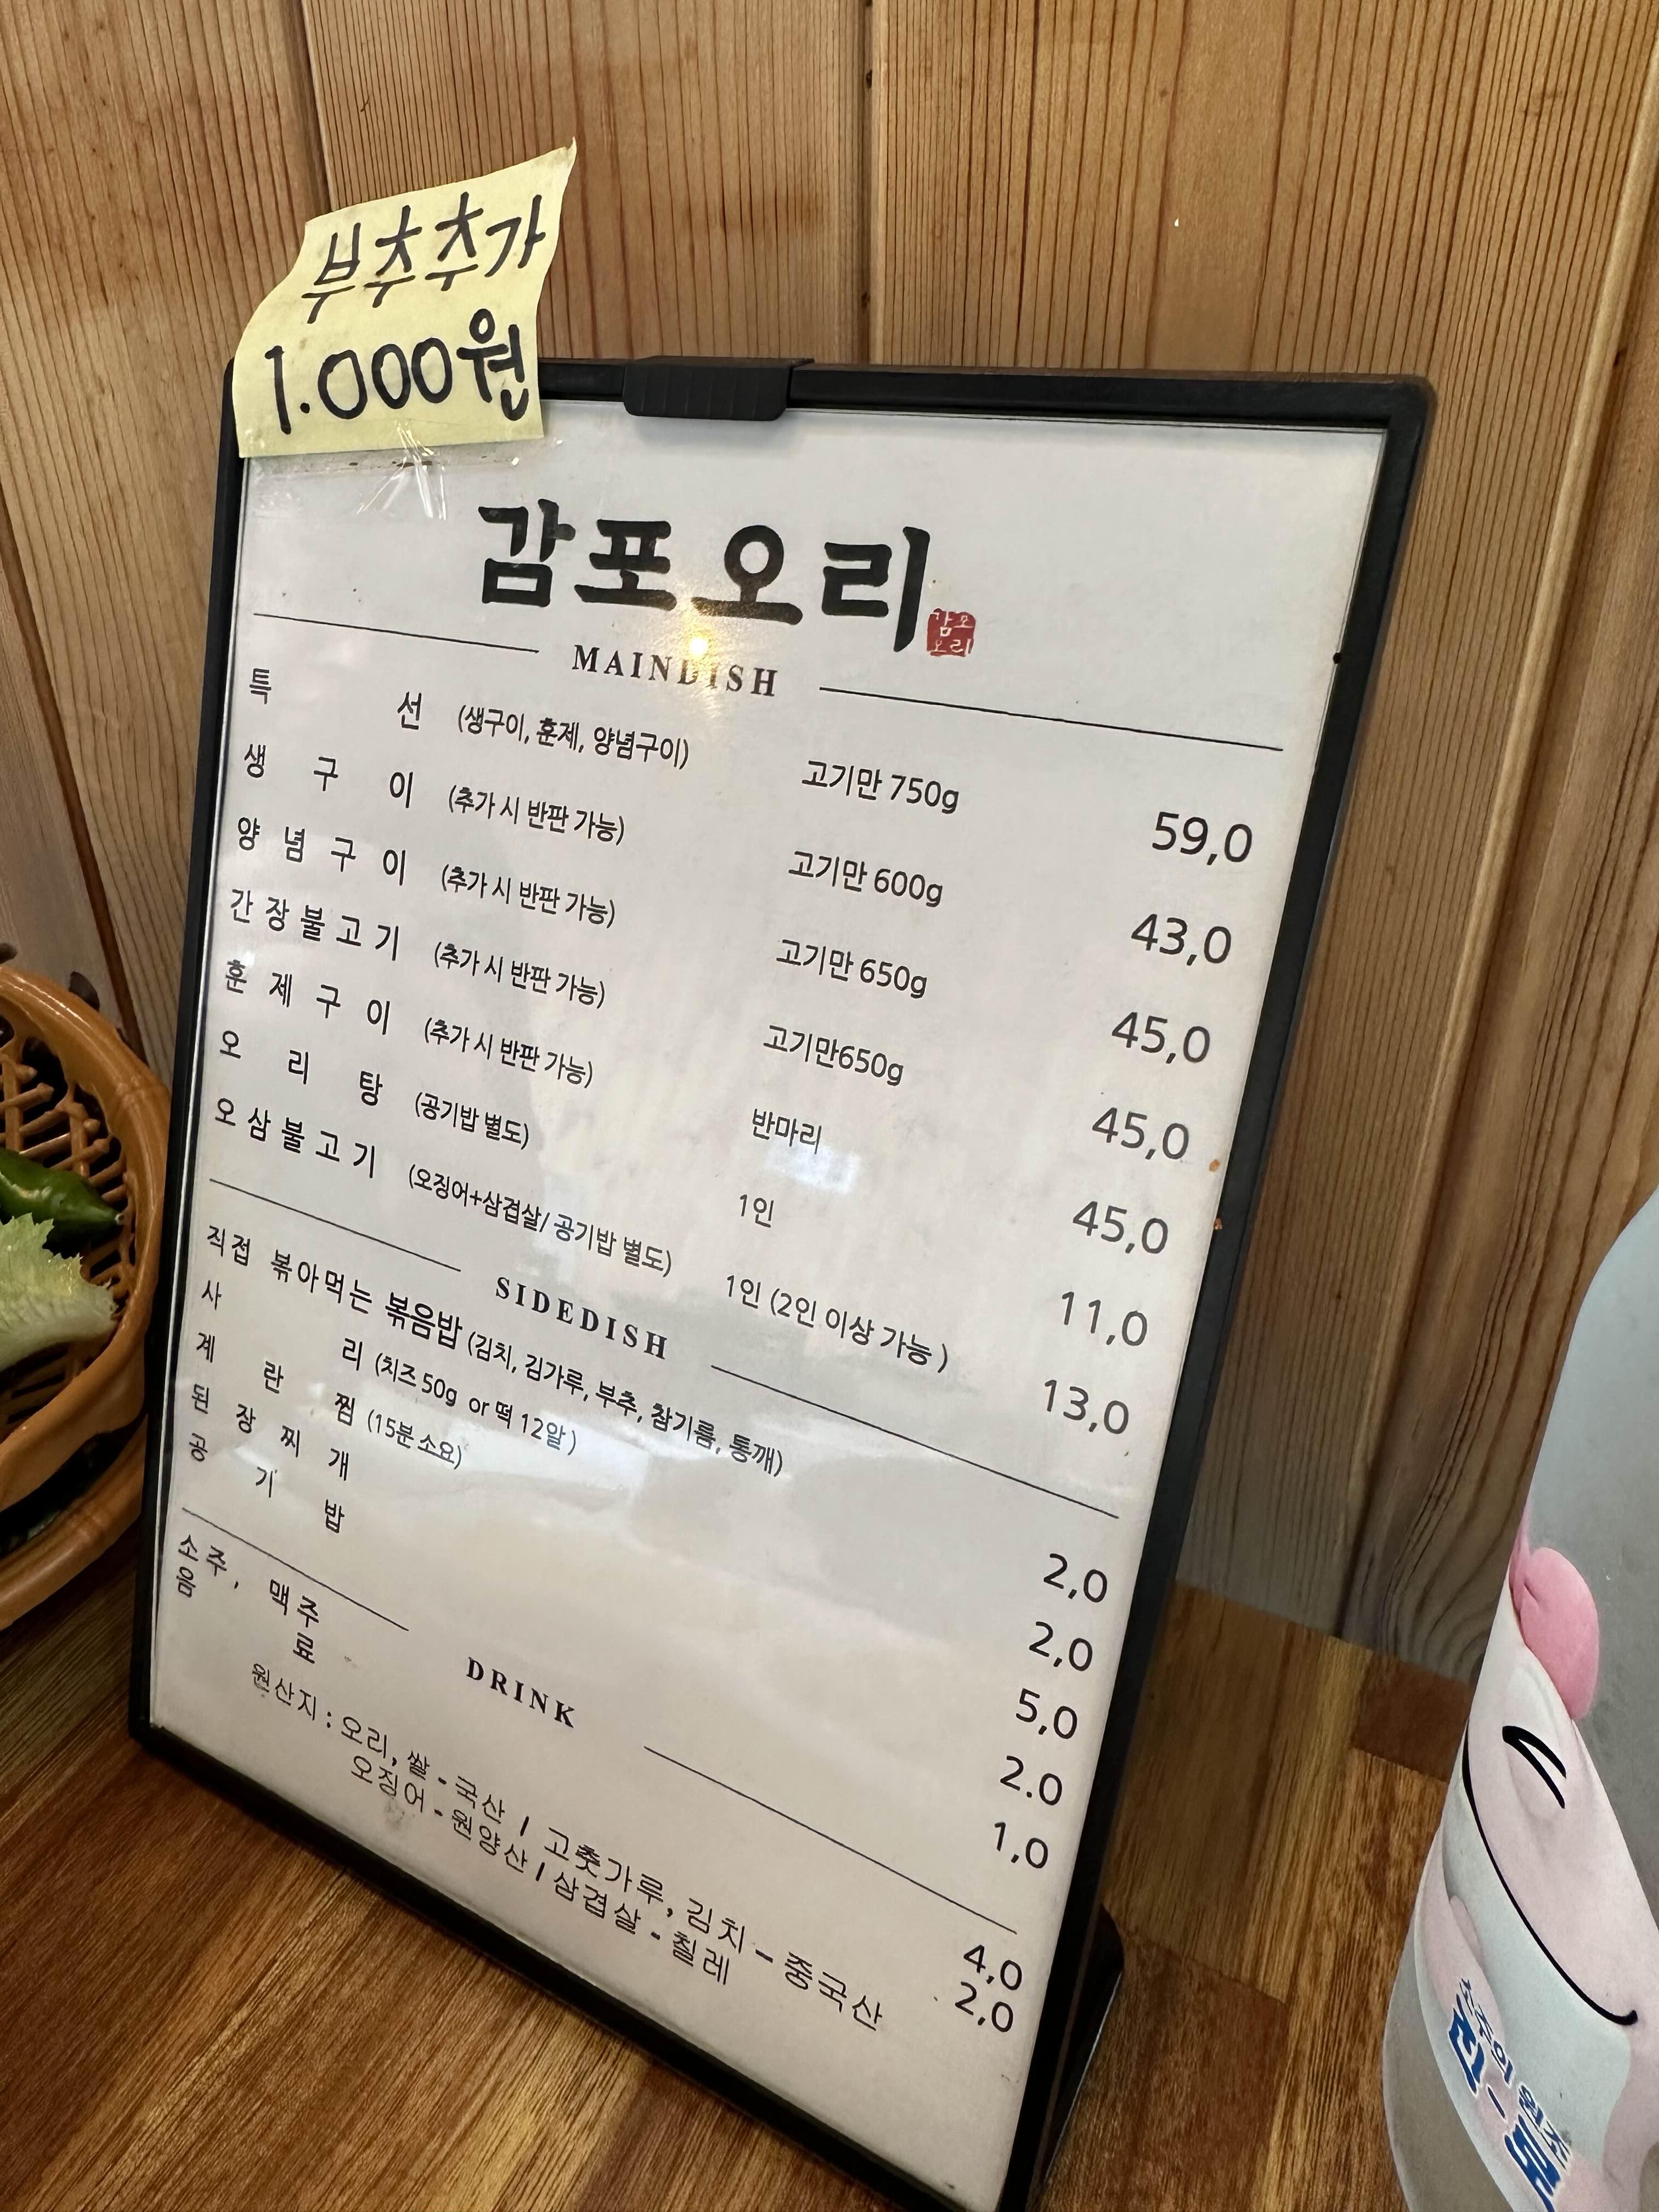 부추추가
1.000원
감포오리
감포
오리
MAINDISH
특선 (생구이, 훈제, 양념구이) 고기만 750g 59,0
생구이 (추가 시 반판 가능) 고기만 600g 43,0
양념구이 (추가 시 반판 가능) 고기만 650g 45,0
간장불고기 (추가 시 반판 가능) 고기만650g 45,0
훈제구이 (추가 시 반판 가능) 반마리 45,0
오리탕 (공기밥 별도) 1인 11,0
오삼불고기 (오징어+삼겹살/ 공기밥 별도) 1인 (2인 이상 가능 ) 13,0
SIDEDISH
직접 볶아먹는 볶음밥 (김치, 김가루, 부추, 참기름, 통깨) 2,0
사리 (치즈 50g or 떡 12알 ) 2,0
계란찜 (15분 소요) 5,0
된장찌개 2.0
공기밥 1,0
DRINK
소주, 맥주 4,0
음료 2,0
원산지 : 오리, 쌀 - 국산 / 고춧가루, 김치 - 중국산
오징어 - 원양산 / 삼겹살 - 칠레
소주의 원조